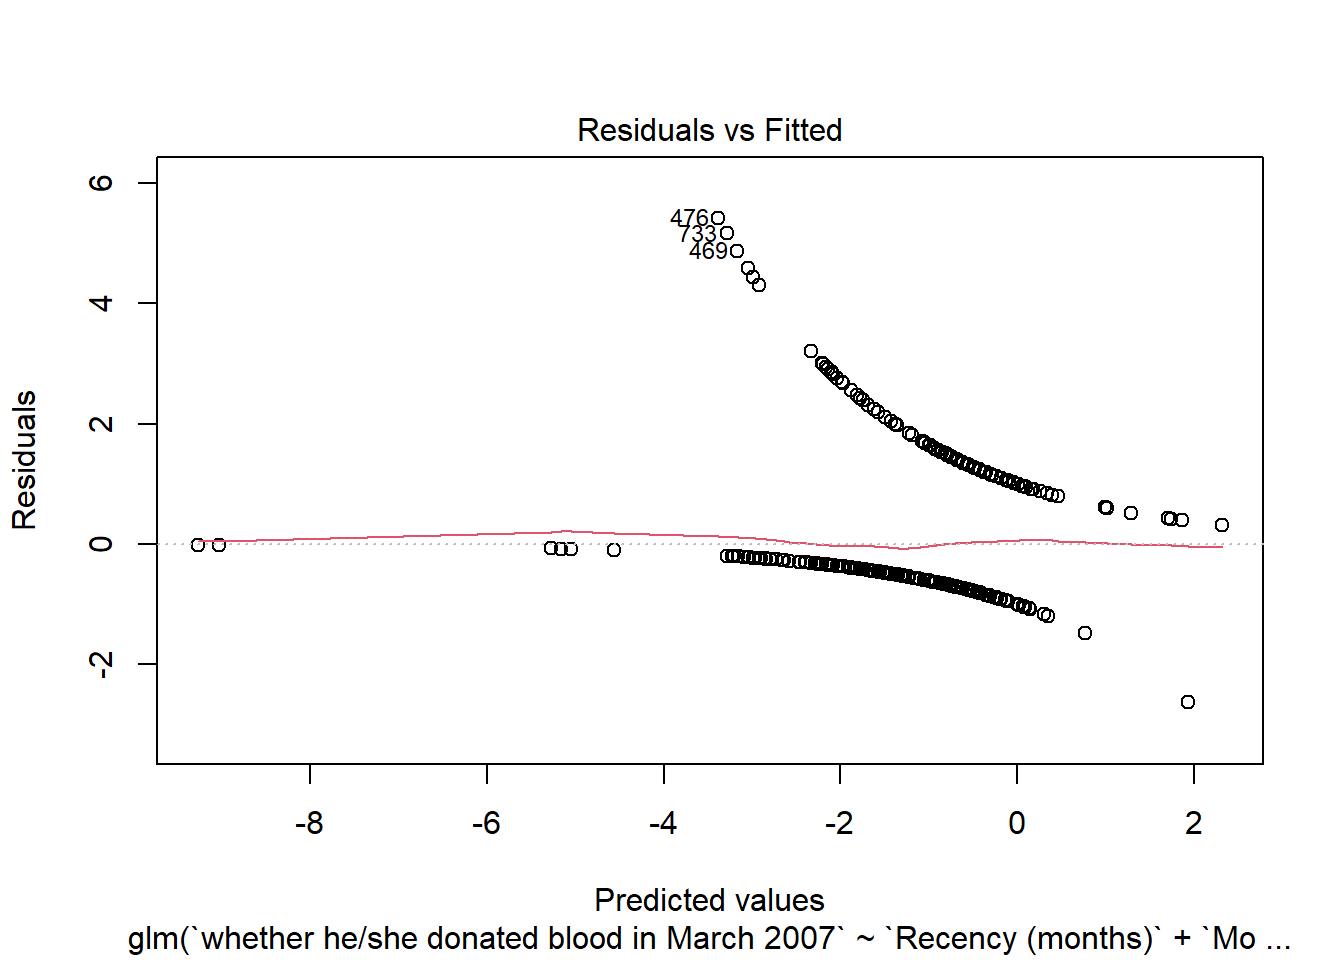 Residuals vs Fitted
6
4
2
0
-2
Residuals
476
733
469
-8 -6 -4 -2 0 2
Predicted values
glm(`whether he/she donated blood in March 2007` ~ `Recency (months)` + `Mo ...